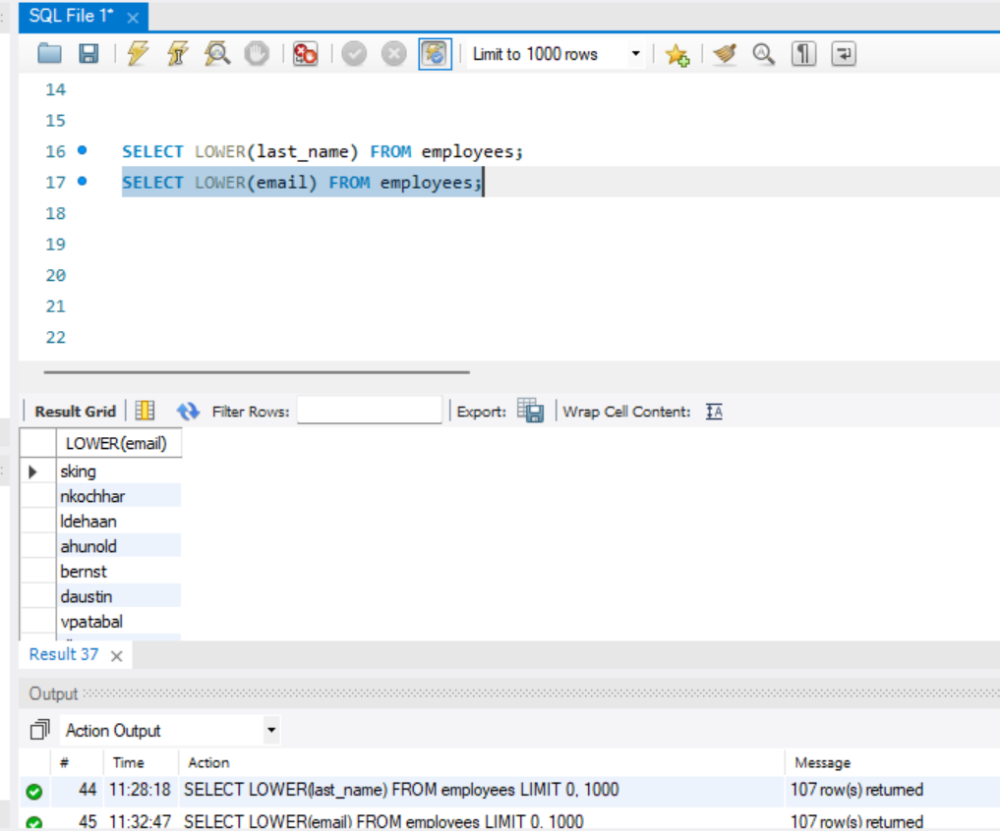 SQL File 1*
Limit to 1000 rows
14
15
16 SELECT LOWER(last_name) FROM employees;
17 SELECT LOWER(email) FROM employees;
18
19
20
21
22
Result Grid Filter Rows: Export: Wrap Cell Content:
LOWER(email)
sking
nkochhar
ldehaan
ahunold
bernst
daustin
vpatabal
Result 37
Output
Action Output
# Time Action Message
44 11:28:18 SELECT LOWER(last_name) FROM employees LIMIT 0, 1000 107 row(s) returned
45 11:32:47 SELECT LOWER(email) FROM employees LIMIT 0, 1000 107 row(s) returned